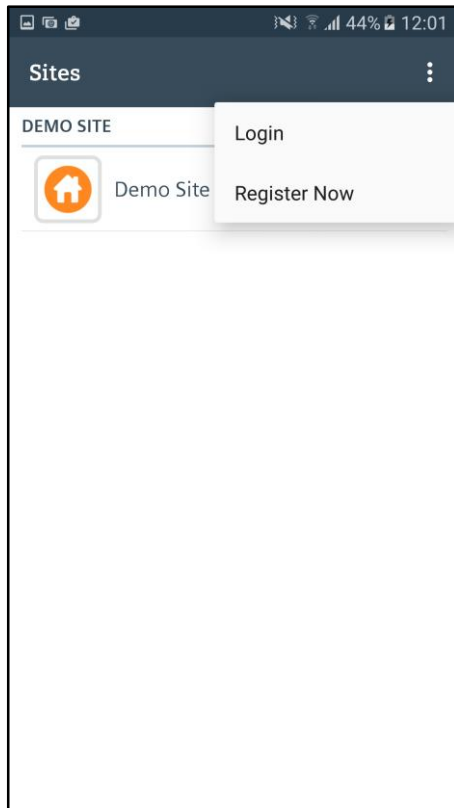 44% 12:01
Sites
DEMO SITE
Login
Demo Site
Register Now